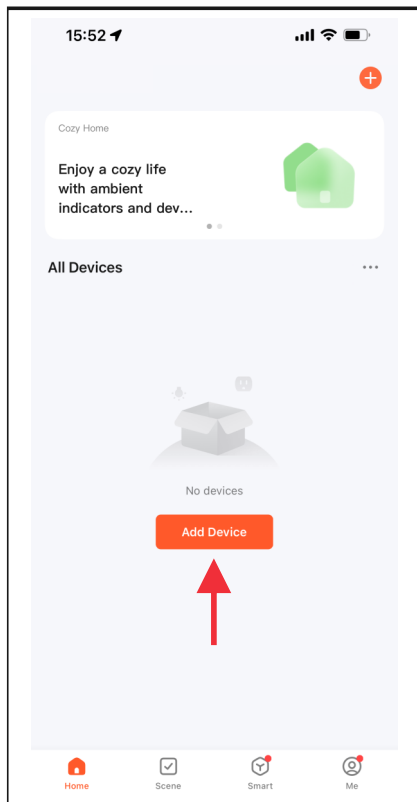 15:52
Cozy Home
Enjoy a cozy life
with ambient
indicators and dev...
All Devices
No devices
Add Device
Home
Scene
Smart
Me